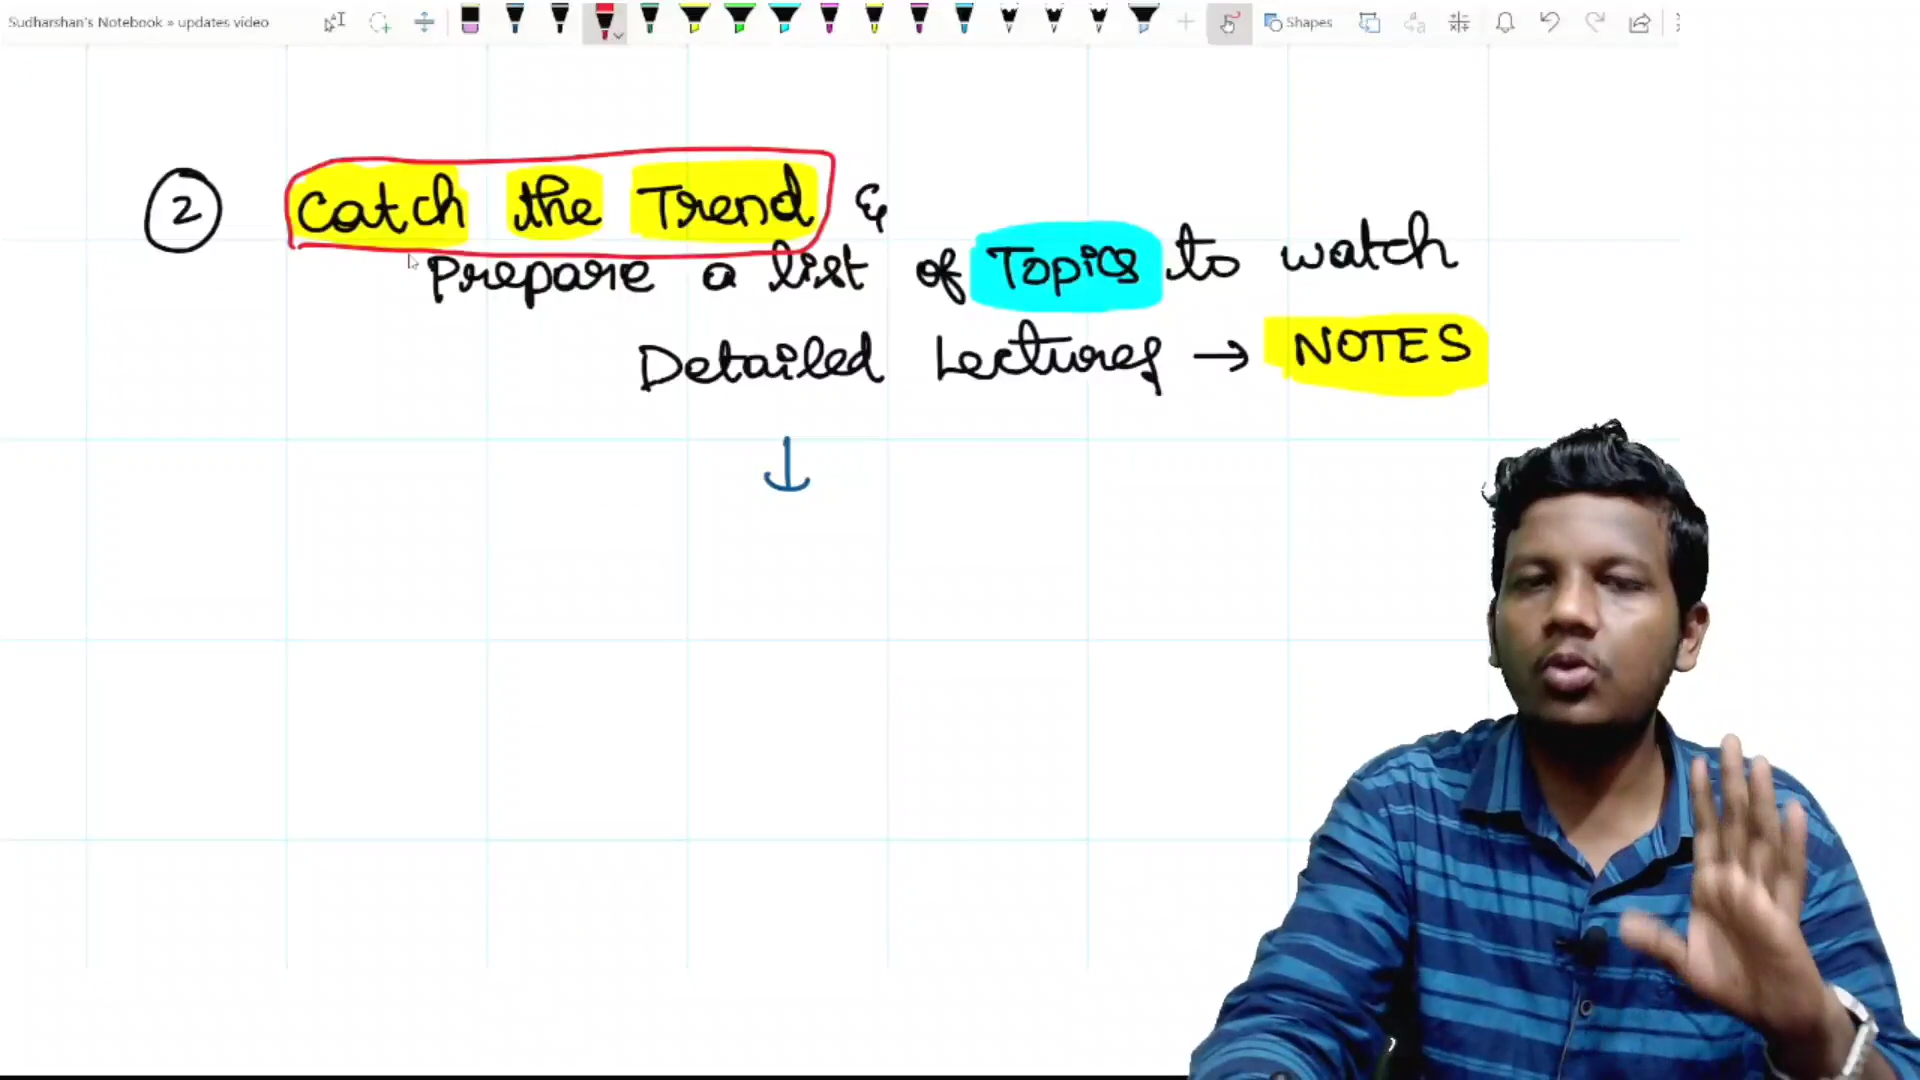 Sudharshan's Notebook » updates video
Shapes
2 Catch the Trend &
Prepare a list of Topics to watch
Detailed Lectures → NOTES
↓